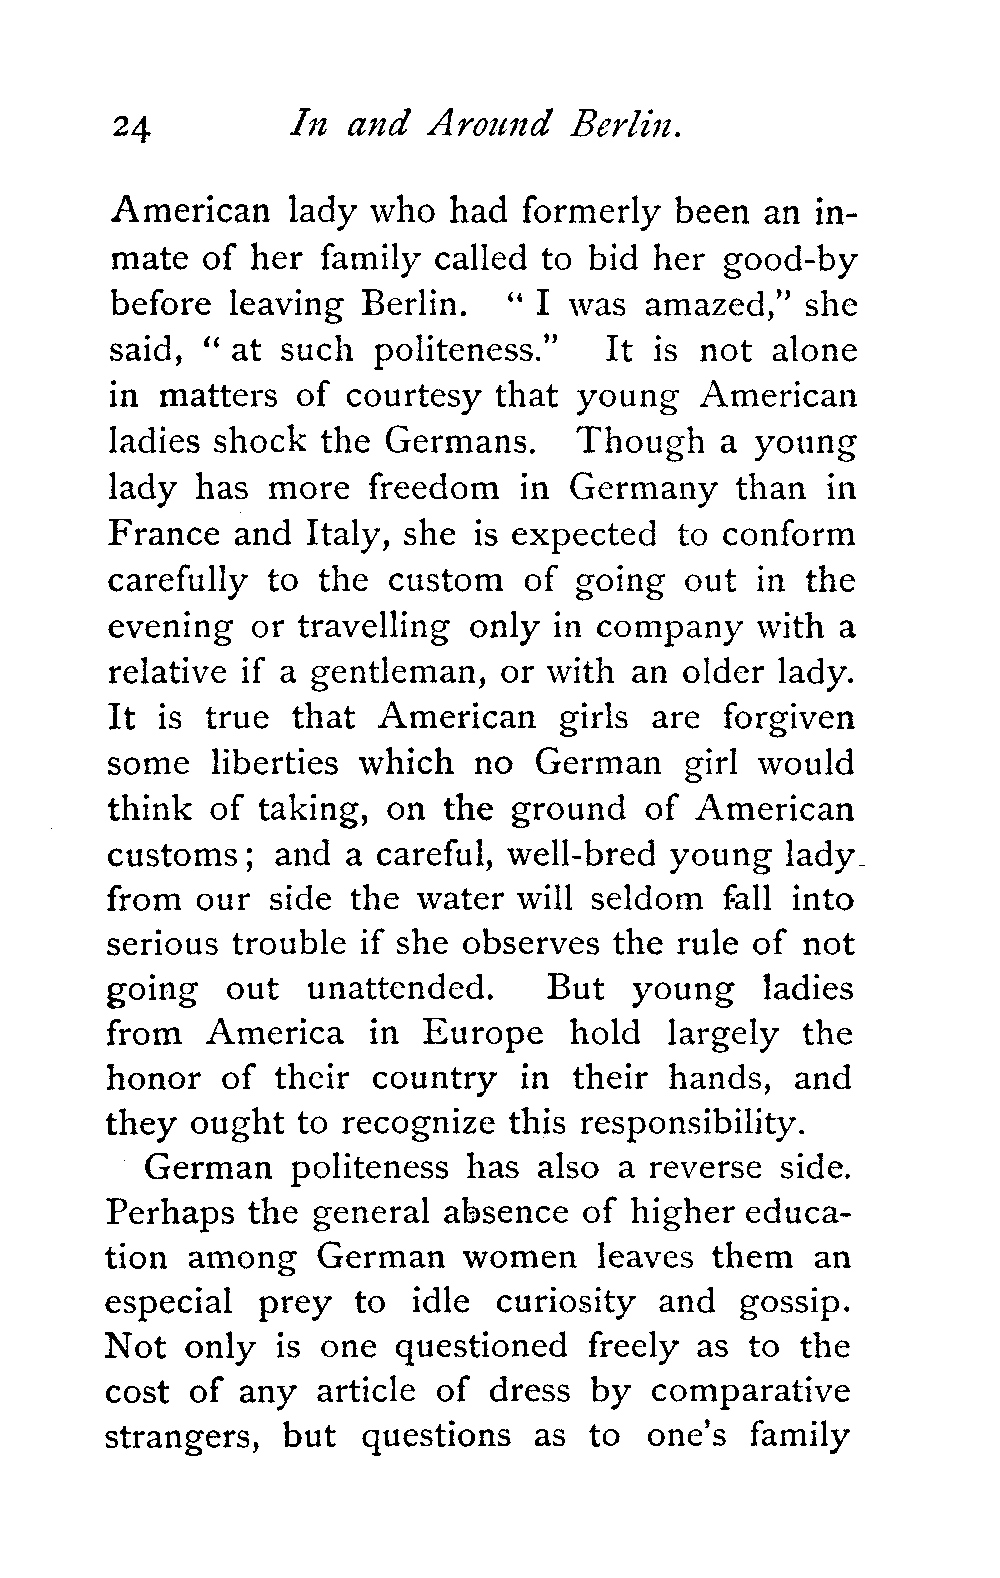 24 In and Around Berlin.
American lady who had formerly been an in-
mate of her family called to bid her good-by
before leaving Berlin. “ I was amazed,” she
said, “ at such politeness.” It is not alone
in matters of courtesy that young American
ladies shock the Germans. Though a young
lady has more freedom in Germany than in
France and Italy, she is expected to conform
carefully to the custom of going out in the
evening or travelling only in company with a
relative if a gentleman, or with an older lady.
It is true that American girls are forgiven
some liberties which no German girl would
think of taking, on the ground of American
customs; and a careful, well-bred young lady
from our side the water will seldom fall into
serious trouble if she observes the rule of not
going out unattended. But young ladies
from America in Europe hold largely the
honor of their country in their hands, and
they ought to recognize this responsibility.
German politeness has also a reverse side.
Perhaps the general absence of higher educa-
tion among German women leaves them an
especial prey to idle curiosity and gossip.
Not only is one questioned freely as to the
cost of any article of dress by comparative
strangers, but questions as to one's family